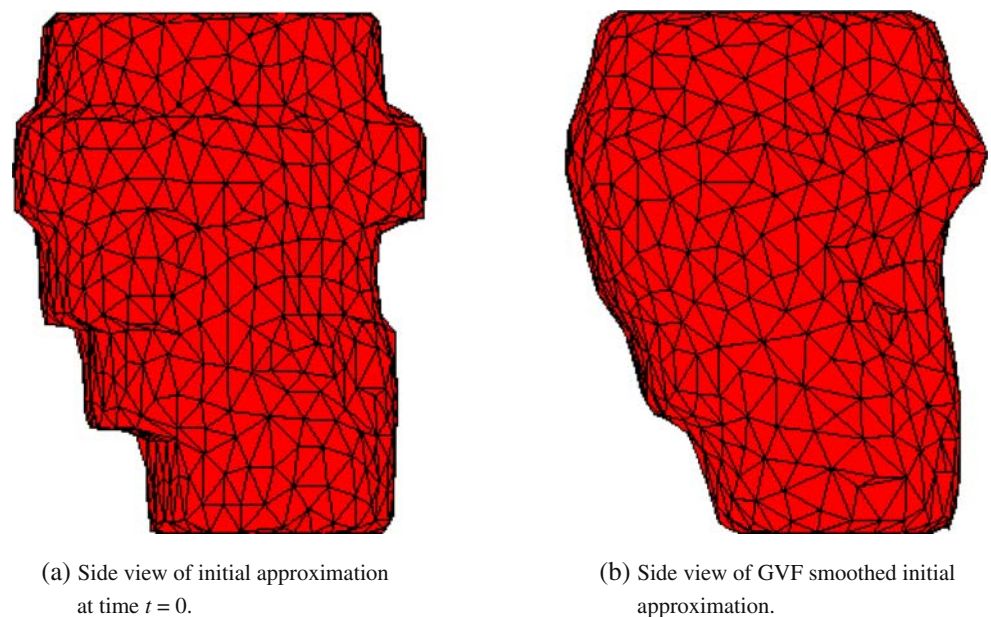 (a) Side view of initial approximation
at time t = 0.
(b) Side view of GVF smoothed initial
approximation.